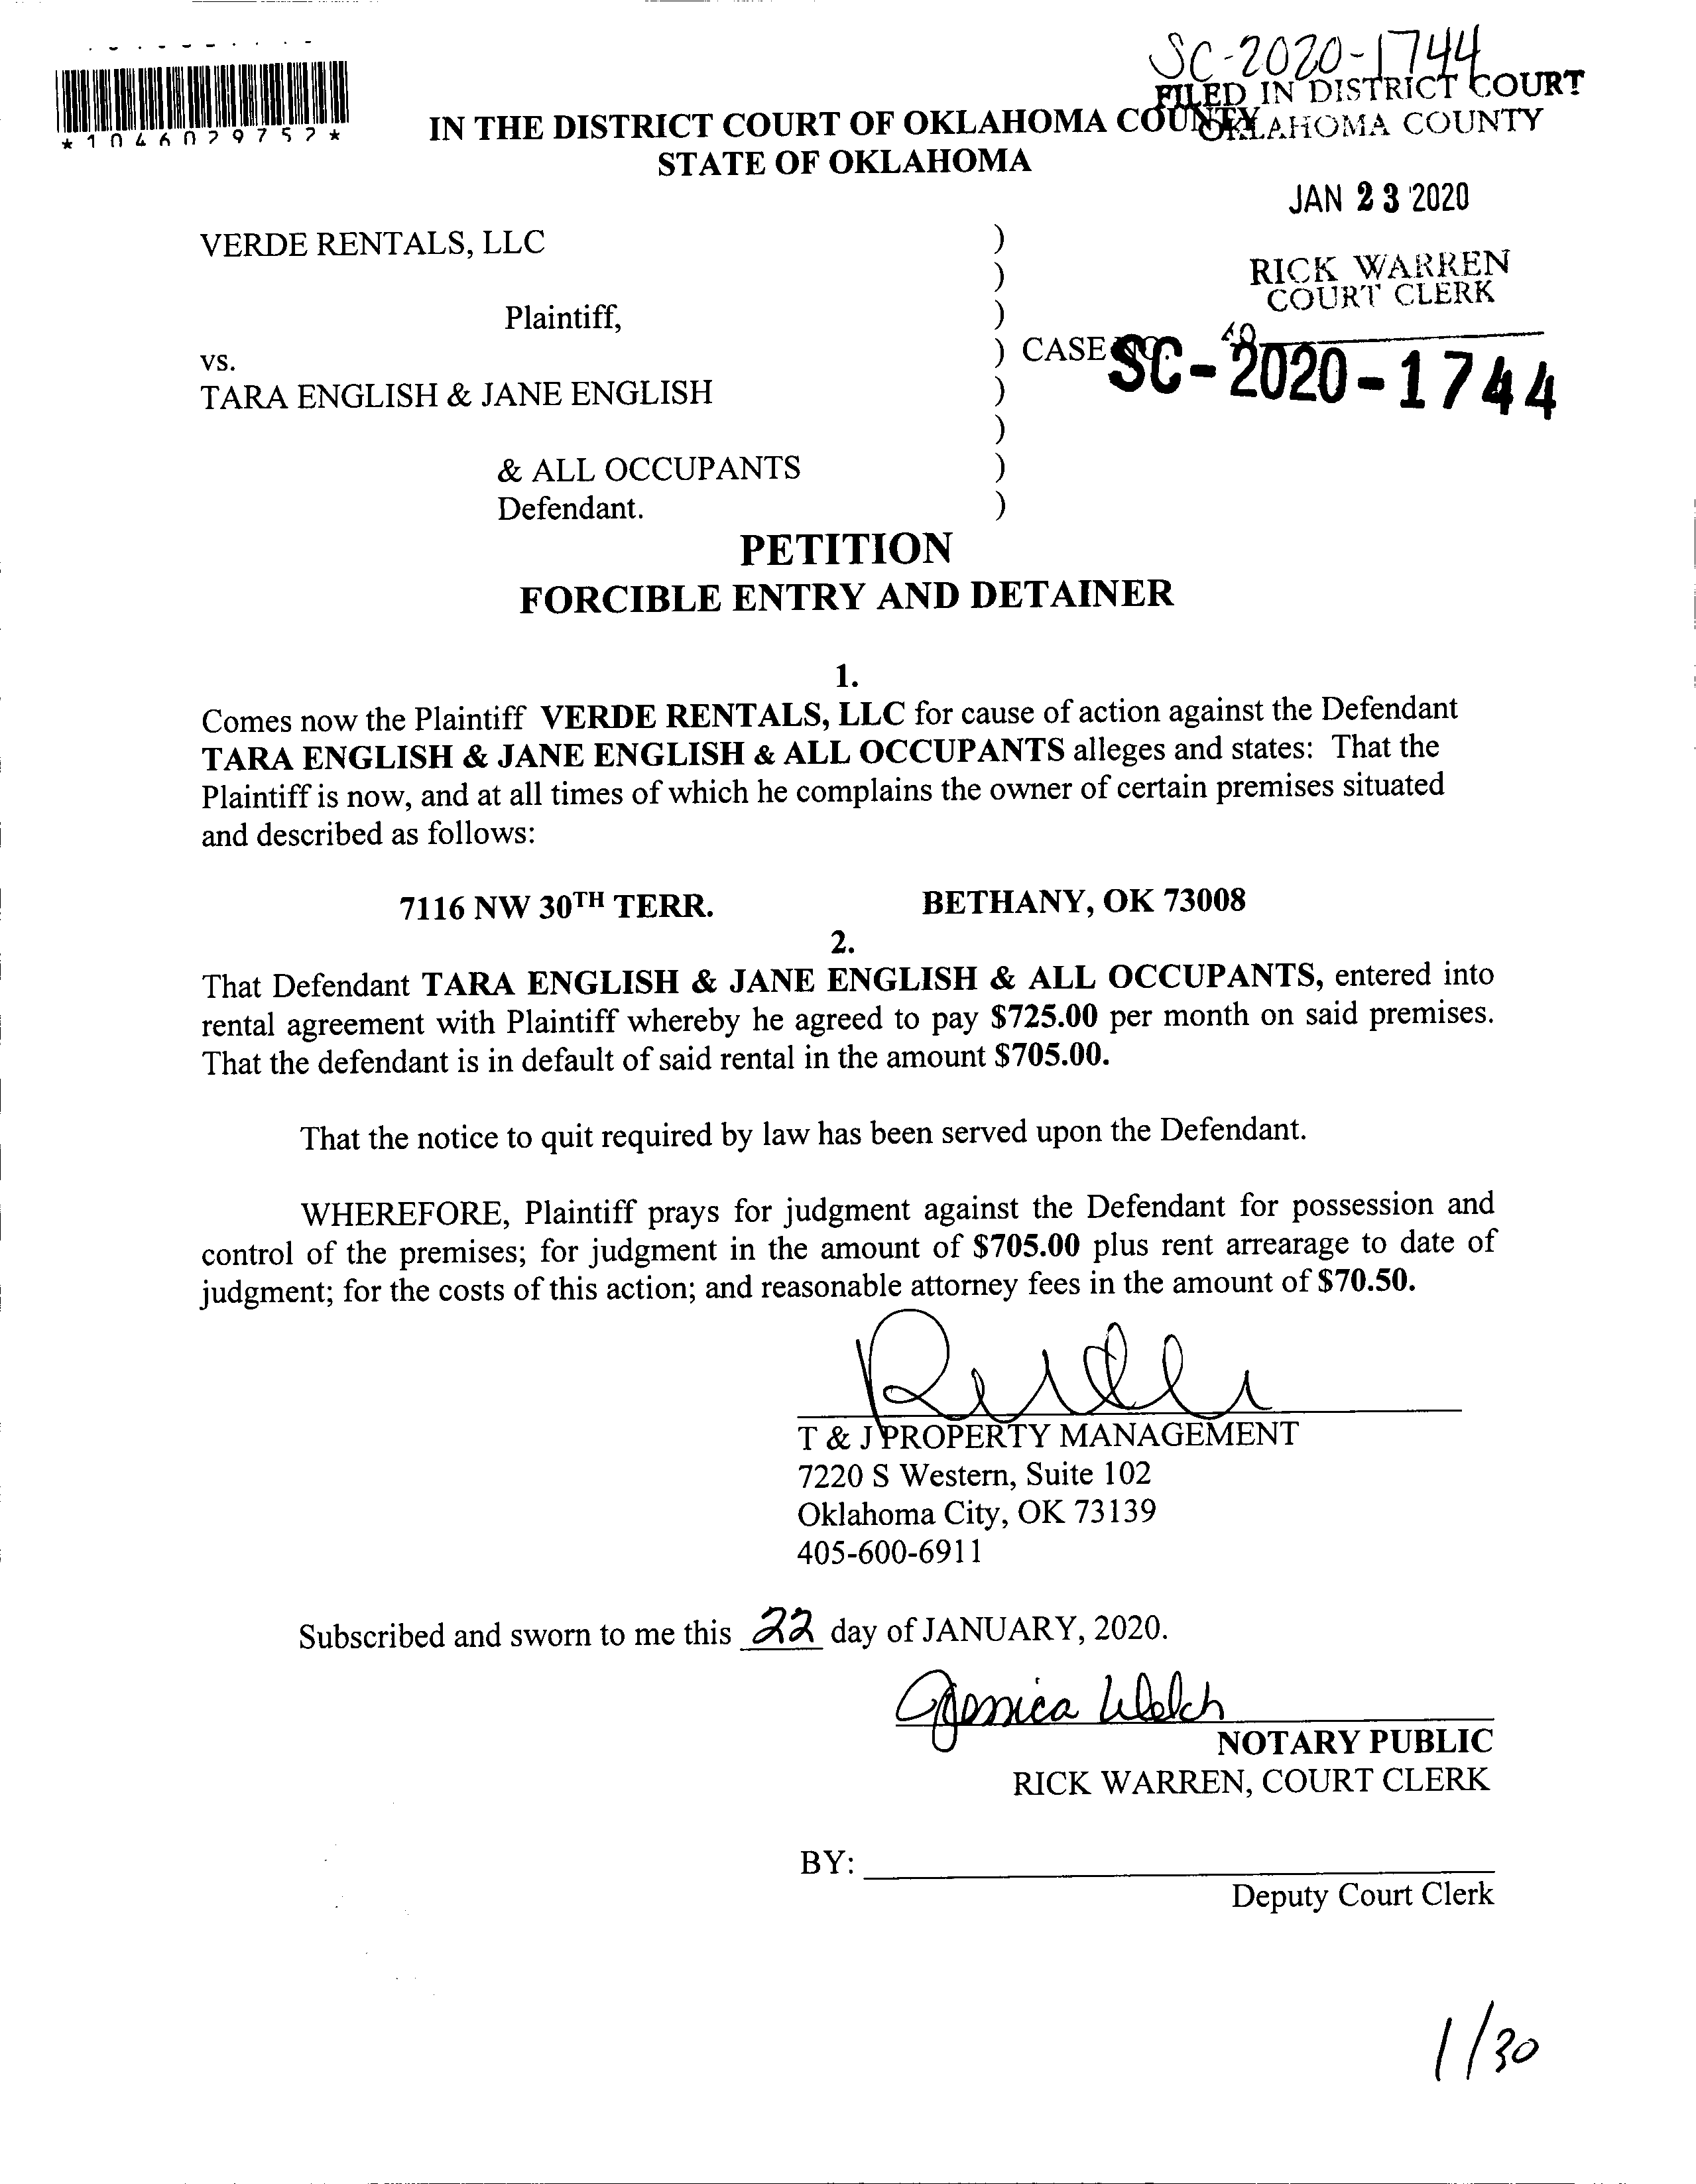 SC-2020-1744
FILED IN DISTRICT COURT
OKLAHOMA COUNTY
*1046029752*
IN THE DISTRICT COURT OF OKLAHOMA COUNTY
STATE OF OKLAHOMA
JAN 23 2020
VERDE RENTALS, LLC )
)
RICK WARREN
COURT CLERK
Plaintiff, )
40
vs. ) CASE NO. SC-2020-1744
TARA ENGLISH & JANE ENGLISH )
)
& ALL OCCUPANTS )
Defendant. )
PETITION
FORCIBLE ENTRY AND DETAINER
1.
Comes now the Plaintiff VERDE RENTALS, LLC for cause of action against the Defendant
TARA ENGLISH & JANE ENGLISH & ALL OCCUPANTS alleges and states: That the
Plaintiff is now, and at all times of which he complains the owner of certain premises situated
and described as follows:
7116 NW 30TH TERR. BETHANY, OK 73008
2.
That Defendant TARA ENGLISH & JANE ENGLISH & ALL OCCUPANTS, entered into
rental agreement with Plaintiff whereby he agreed to pay $725.00 per month on said premises.
That the defendant is in default of said rental in the amount $705.00.
That the notice to quit required by law has been served upon the Defendant.
WHEREFORE, Plaintiff prays for judgment against the Defendant for possession and
control of the premises; for judgment in the amount of $705.00 plus rent arrearage to date of
judgment; for the costs of this action; and reasonable attorney fees in the amount of $70.50.
T & J PROPERTY MANAGEMENT
7220 S Western, Suite 102
Oklahoma City, OK 73139
405-600-6911
Subscribed and sworn to me this 22 day of JANUARY, 2020.
Jessica Welch
NOTARY PUBLIC
RICK WARREN, COURT CLERK
BY:
Deputy Court Clerk
1/30